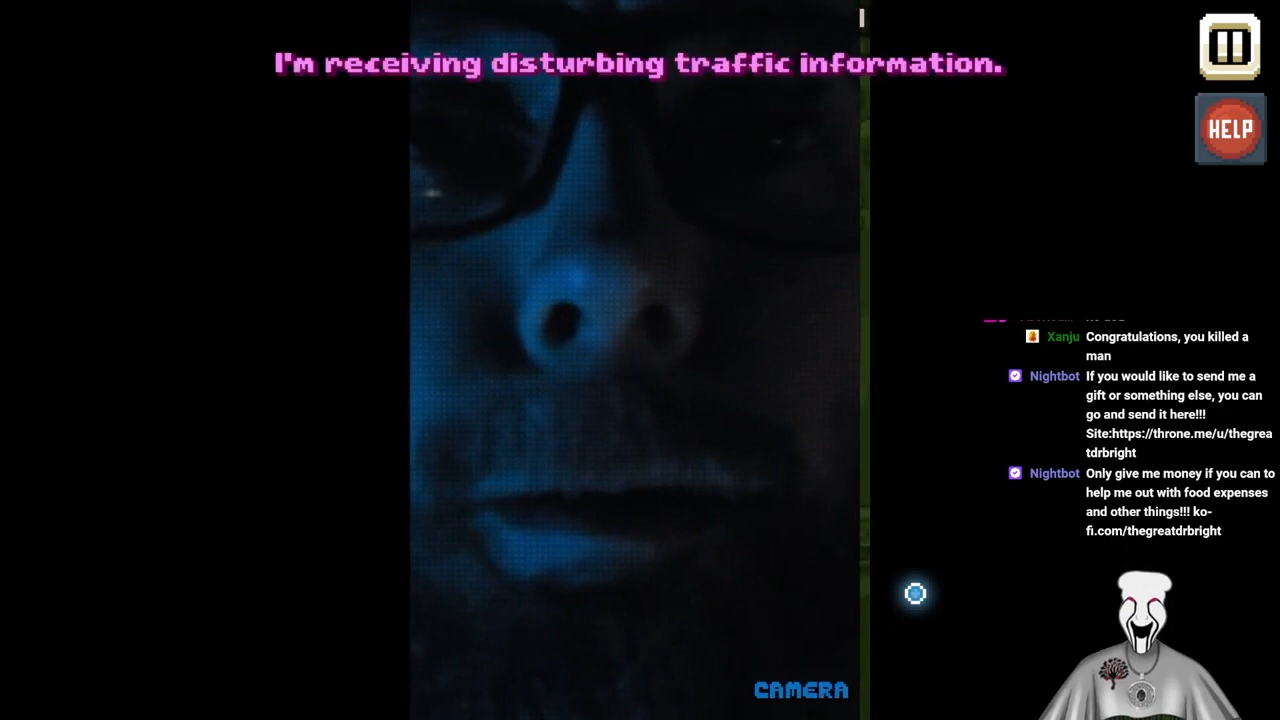 I'm receiving disturbing traffic information.
HELP
Xanju Congratulations, you killed a
man
Nightbot If you would like to send me a
gift or something else, you can
go and send it here!!!
Site:https://throne.me/u/thegrea
tdrbright
Nightbot Only give me money if you can to
help me out with food expenses
and other things!!! ko-
fi.com/thegreatdrbright
CAMERA